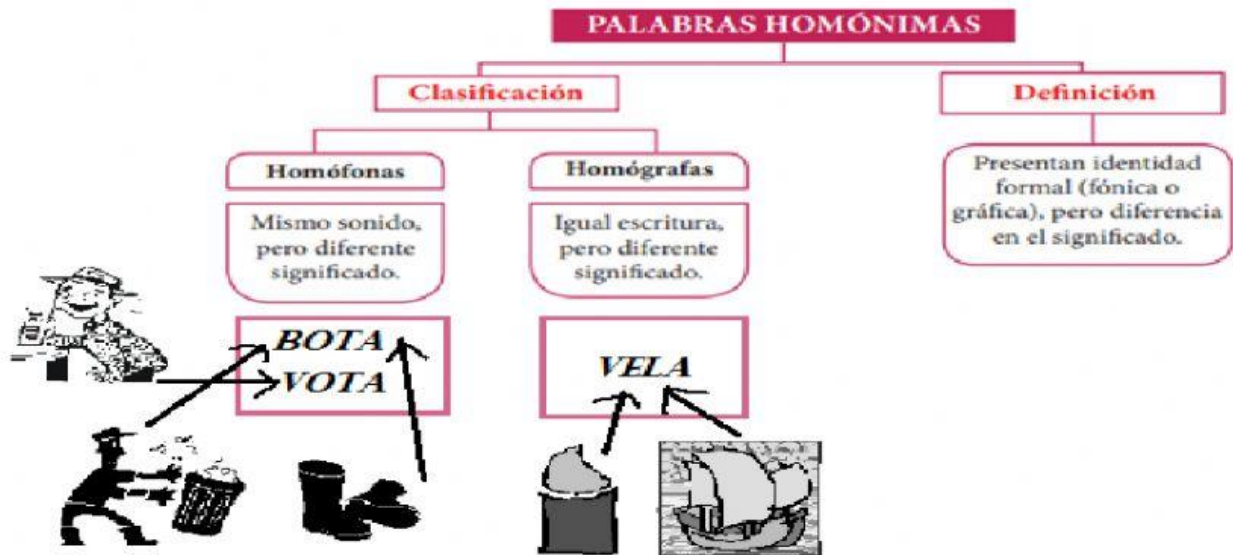 PALABRAS HOMÓNIMAS
Clasificación
Definición
Homófonas
Homógrafas
Mismo sonido,
pero diferente
significado.
Igual escritura,
pero diferente
significado.
Presentan identidad
formal (fónica o
gráfica), pero diferencia
en el significado.
BOTA
VOTA
VELA